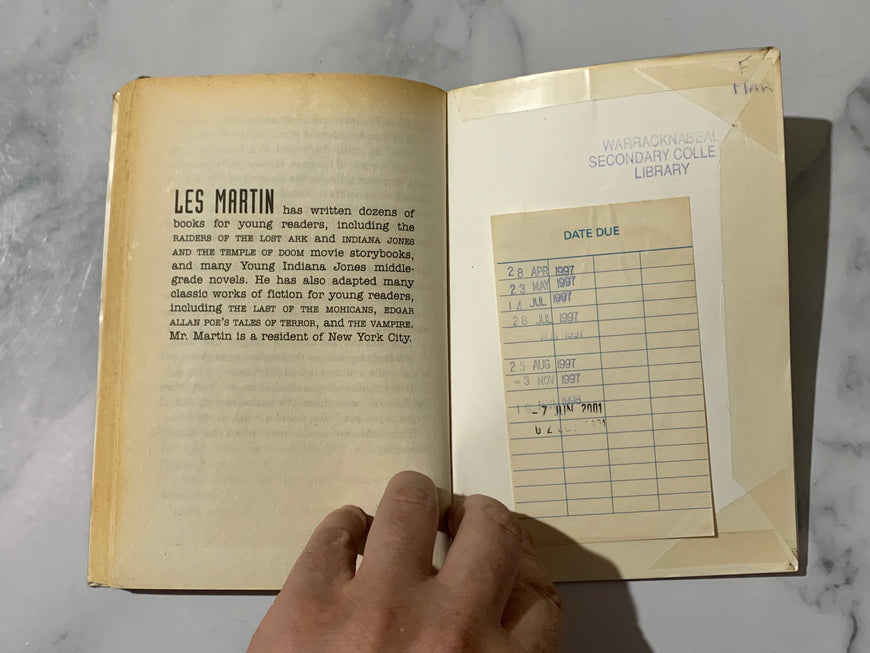 LES MARTIN has written dozens of
books for young readers, including the
RAIDERS OF THE LOST ARK and INDIANA JONES
AND THE TEMPLE OF DOOM movie storybooks,
and many Young Indiana Jones middle-
grade novels. He has also adapted many
classic works of fiction for young readers,
including THE LAST OF THE MOHICANS, EDGAR
ALLAN POE'S TALES OF TERROR, and THE VAMPIRE.
Mr. Martin is a resident of New York City.
F
MAR
WARRACKNABEAL
SECONDARY COLLE
LIBRARY
DATE DUE
28 APR 1997
23 MAY 1997
14 JUL 1997
28 JUL 1997
1997
25 AUG 1997
-3 NOV 1997
1998
-7 JUN 2001